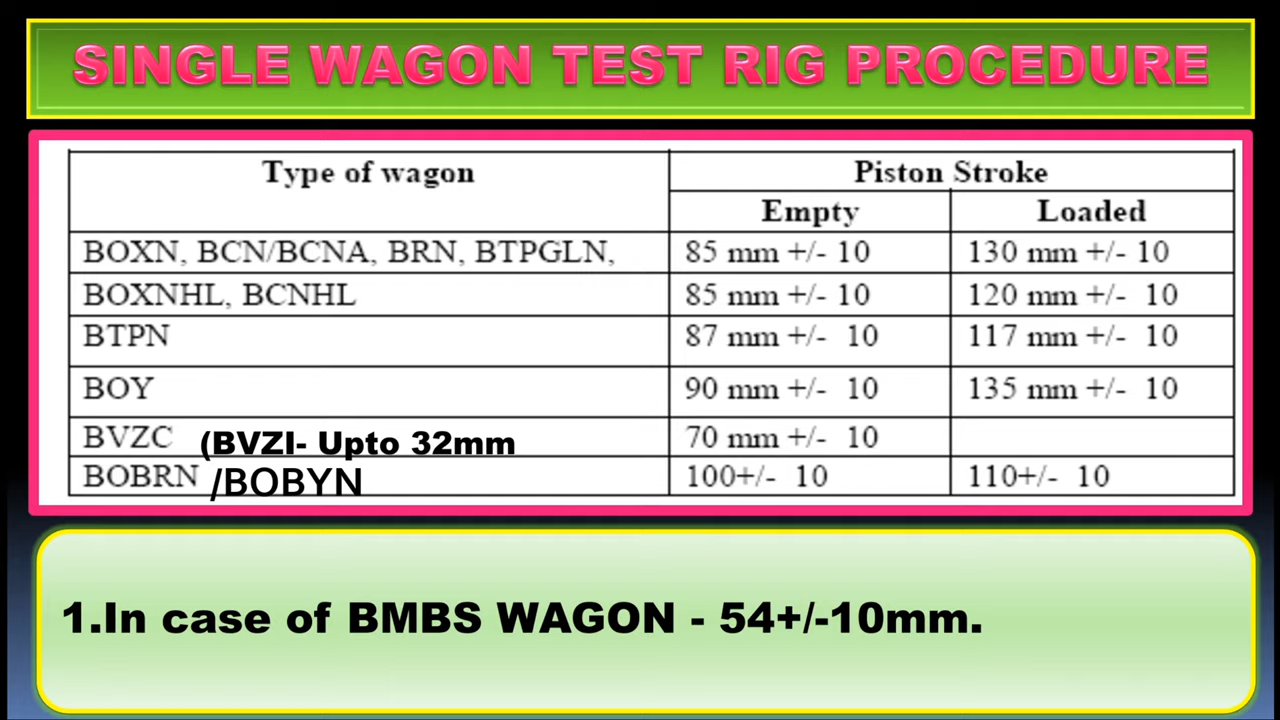 SINGLE WAGON TEST RIG PROCEDURE
Type of wagon Piston Stroke
Empty Loaded
BOXN, BCN/BCNA, BRN, BTPGLN, 85 mm +/- 10 130 mm +/- 10
BOXNHL, BCNHL 85 mm +/- 10 120 mm +/- 10
BTPN 87 mm +/- 10 117 mm +/- 10
BOY 90 mm +/- 10 135 mm +/- 10
BVZC (BVZI- Upto 32mm 70 mm +/- 10
BOBRN /BOBYN 100+/- 10 110+/- 10
1.In case of BMBS WAGON - 54+/-10mm.